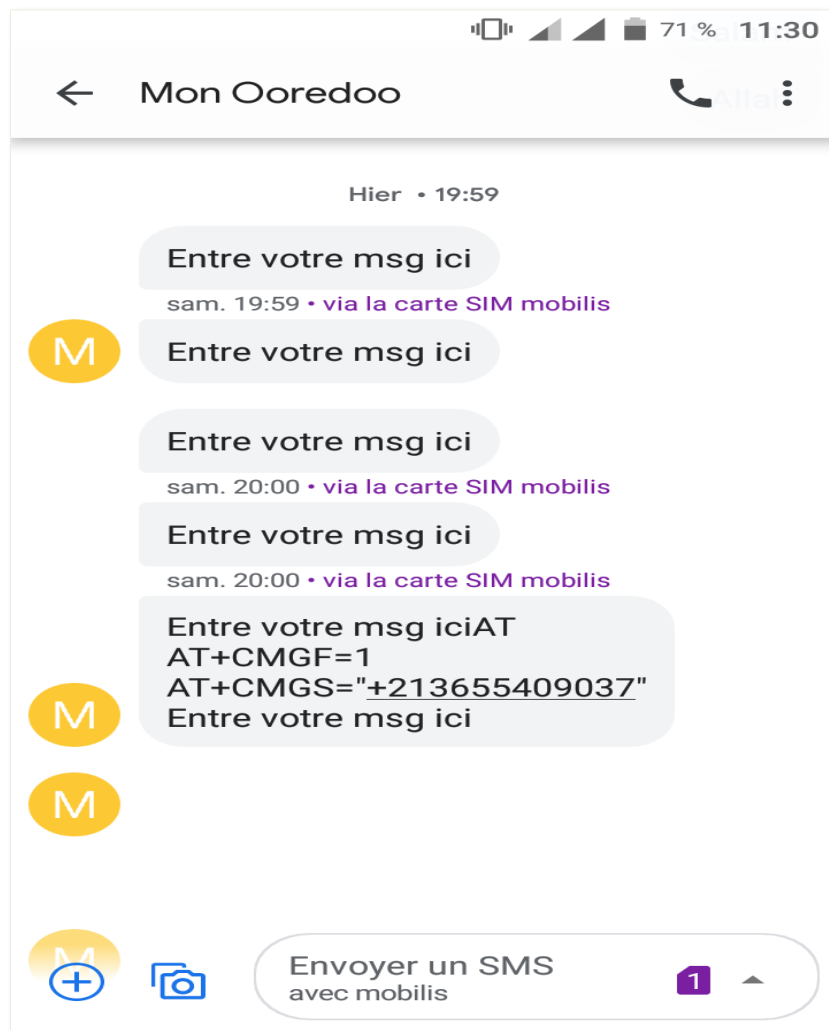 71 % 11:30
Mon Ooredoo
Allah
Hier • 19:59
Entre votre msg ici
sam. 19:59 • via la carte SIM mobilis
M
Entre votre msg ici
Entre votre msg ici
sam. 20:00 • via la carte SIM mobilis
Entre votre msg ici
sam. 20:00 • via la carte SIM mobilis
Entre votre msg iciAT
AT+CMGF=1
AT+CMGS="+213655409037"
Entre votre msg ici
M
M
M
Envoyer un SMS
avec mobilis
1